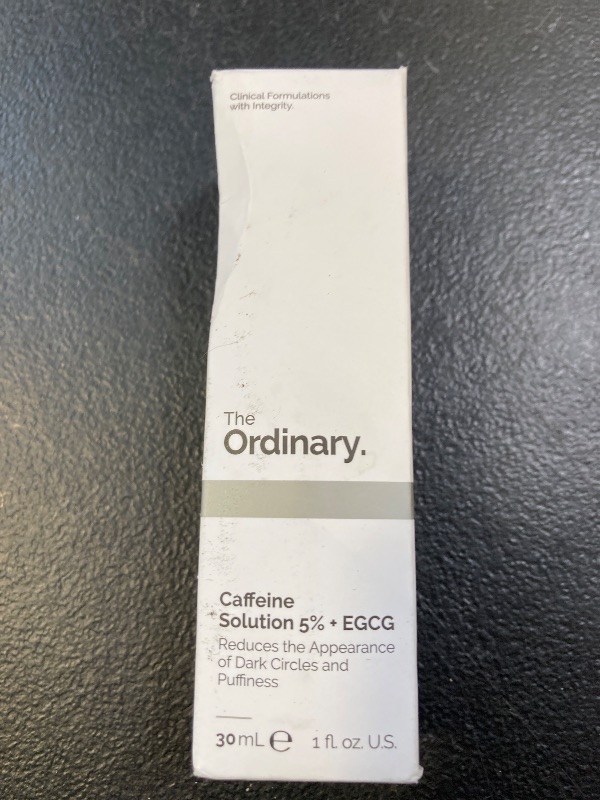 Clinical Formulations
with Integrity.
The
Ordinary.
Caffeine
Solution 5% + EGCG
Reduces the Appearance
of Dark Circles and
Puffiness
30 mL ℮ 1 fl. oz. U.S.